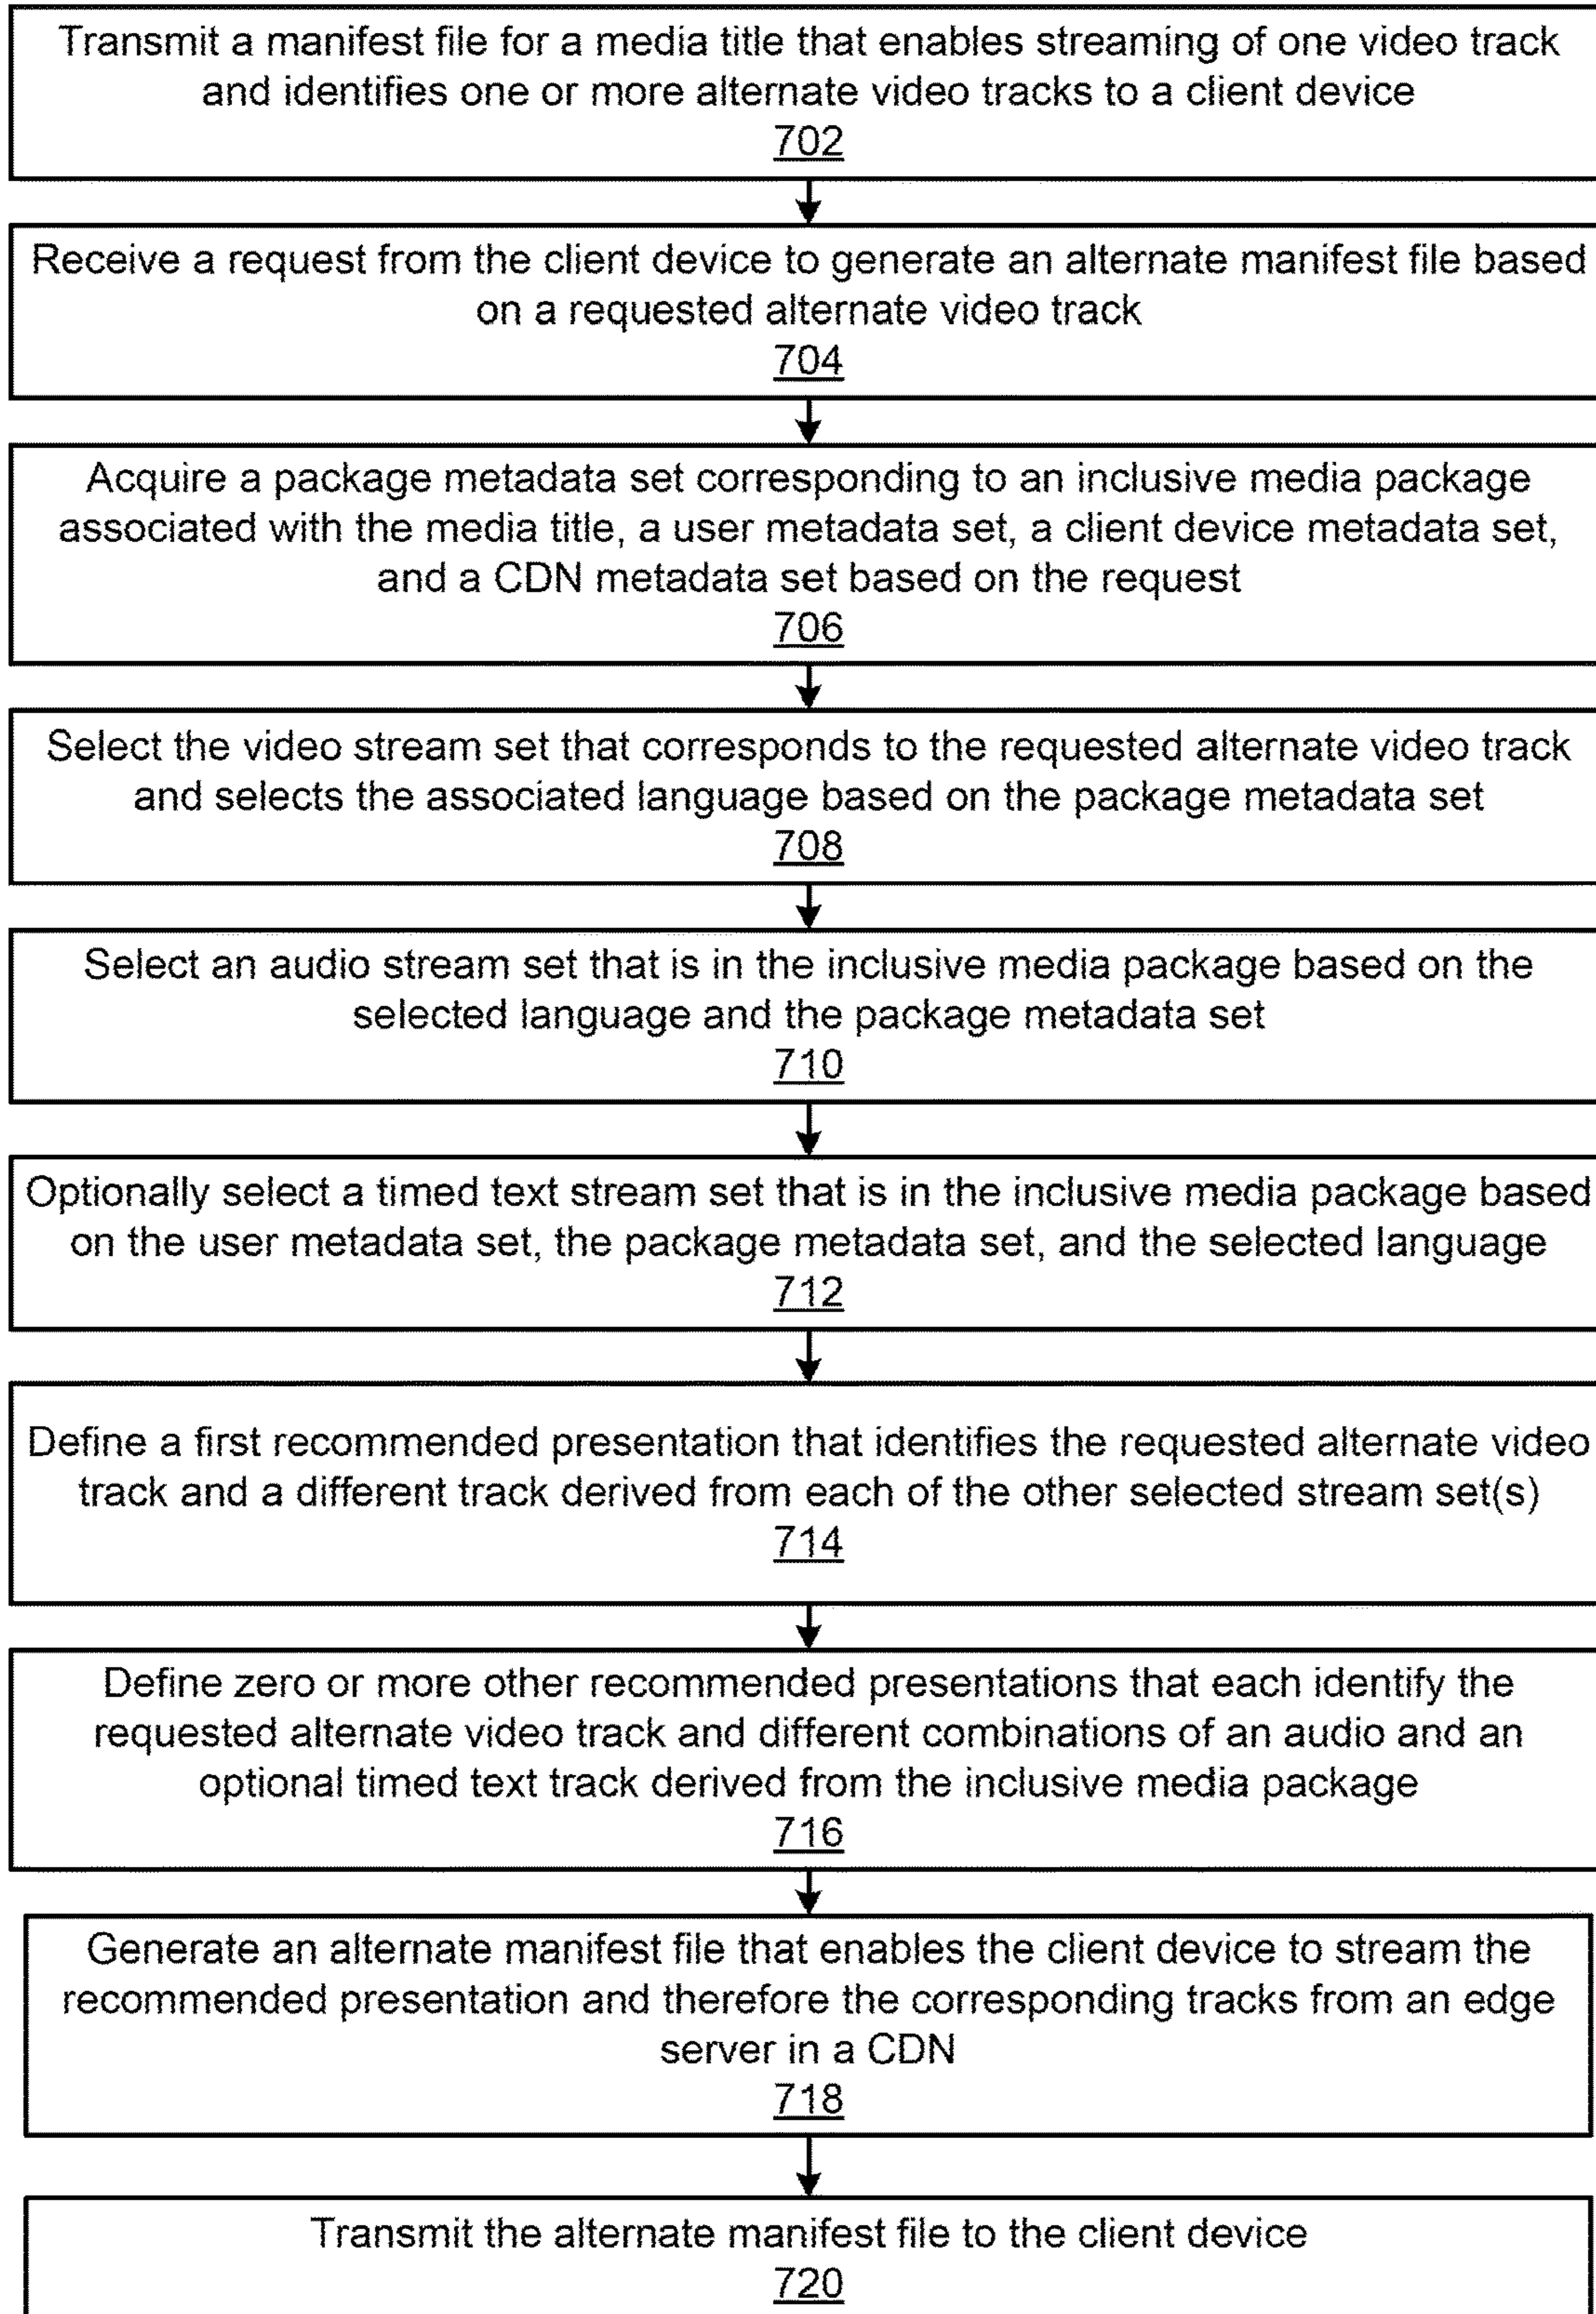 Transmit a manifest file for a media title that enables streaming of one video track
and identifies one or more alternate video tracks to a client device
702
Receive a request from the client device to generate an alternate manifest file based
on a requested alternate video track
704
Acquire a package metadata set corresponding to an inclusive media package
associated with the media title, a user metadata set, a client device metadata set,
and a CDN metadata set based on the request
706
Select the video stream set that corresponds to the requested alternate video track
and selects the associated language based on the package metadata set
708
Select an audio stream set that is in the inclusive media package based on the
selected language and the package metadata set
710
Optionally select a timed text stream set that is in the inclusive media package based
on the user metadata set, the package metadata set, and the selected language
712
Define a first recommended presentation that identifies the requested alternate video
track and a different track derived from each of the other selected stream set(s)
714
Define zero or more other recommended presentations that each identify the
requested alternate video track and different combinations of an audio and an
optional timed text track derived from the inclusive media package
716
Generate an alternate manifest file that enables the client device to stream the
recommended presentation and therefore the corresponding tracks from an edge
server in a CDN
718
Transmit the alternate manifest file to the client device
720